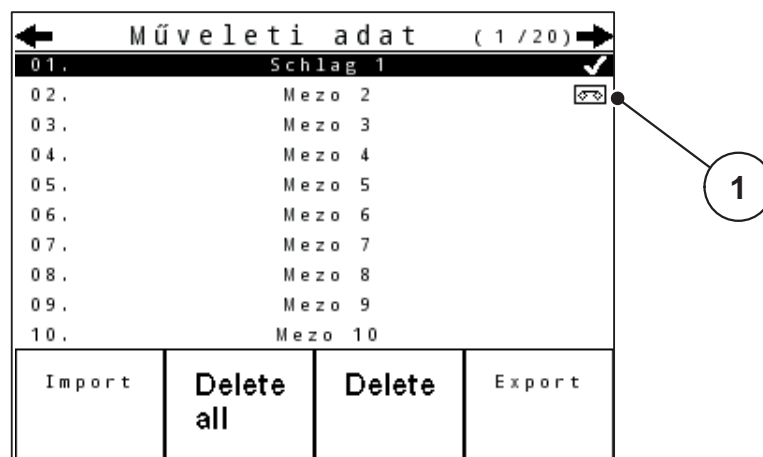 Műveleti adat (1/20)
01. Schlag 1
02. Mezo 2
03. Mezo 3
04. Mezo 4
05. Mezo 5
06. Mezo 6
07. Mezo 7
08. Mezo 8
09. Mezo 9
10. Mezo 10
Import Delete all Delete Export
1